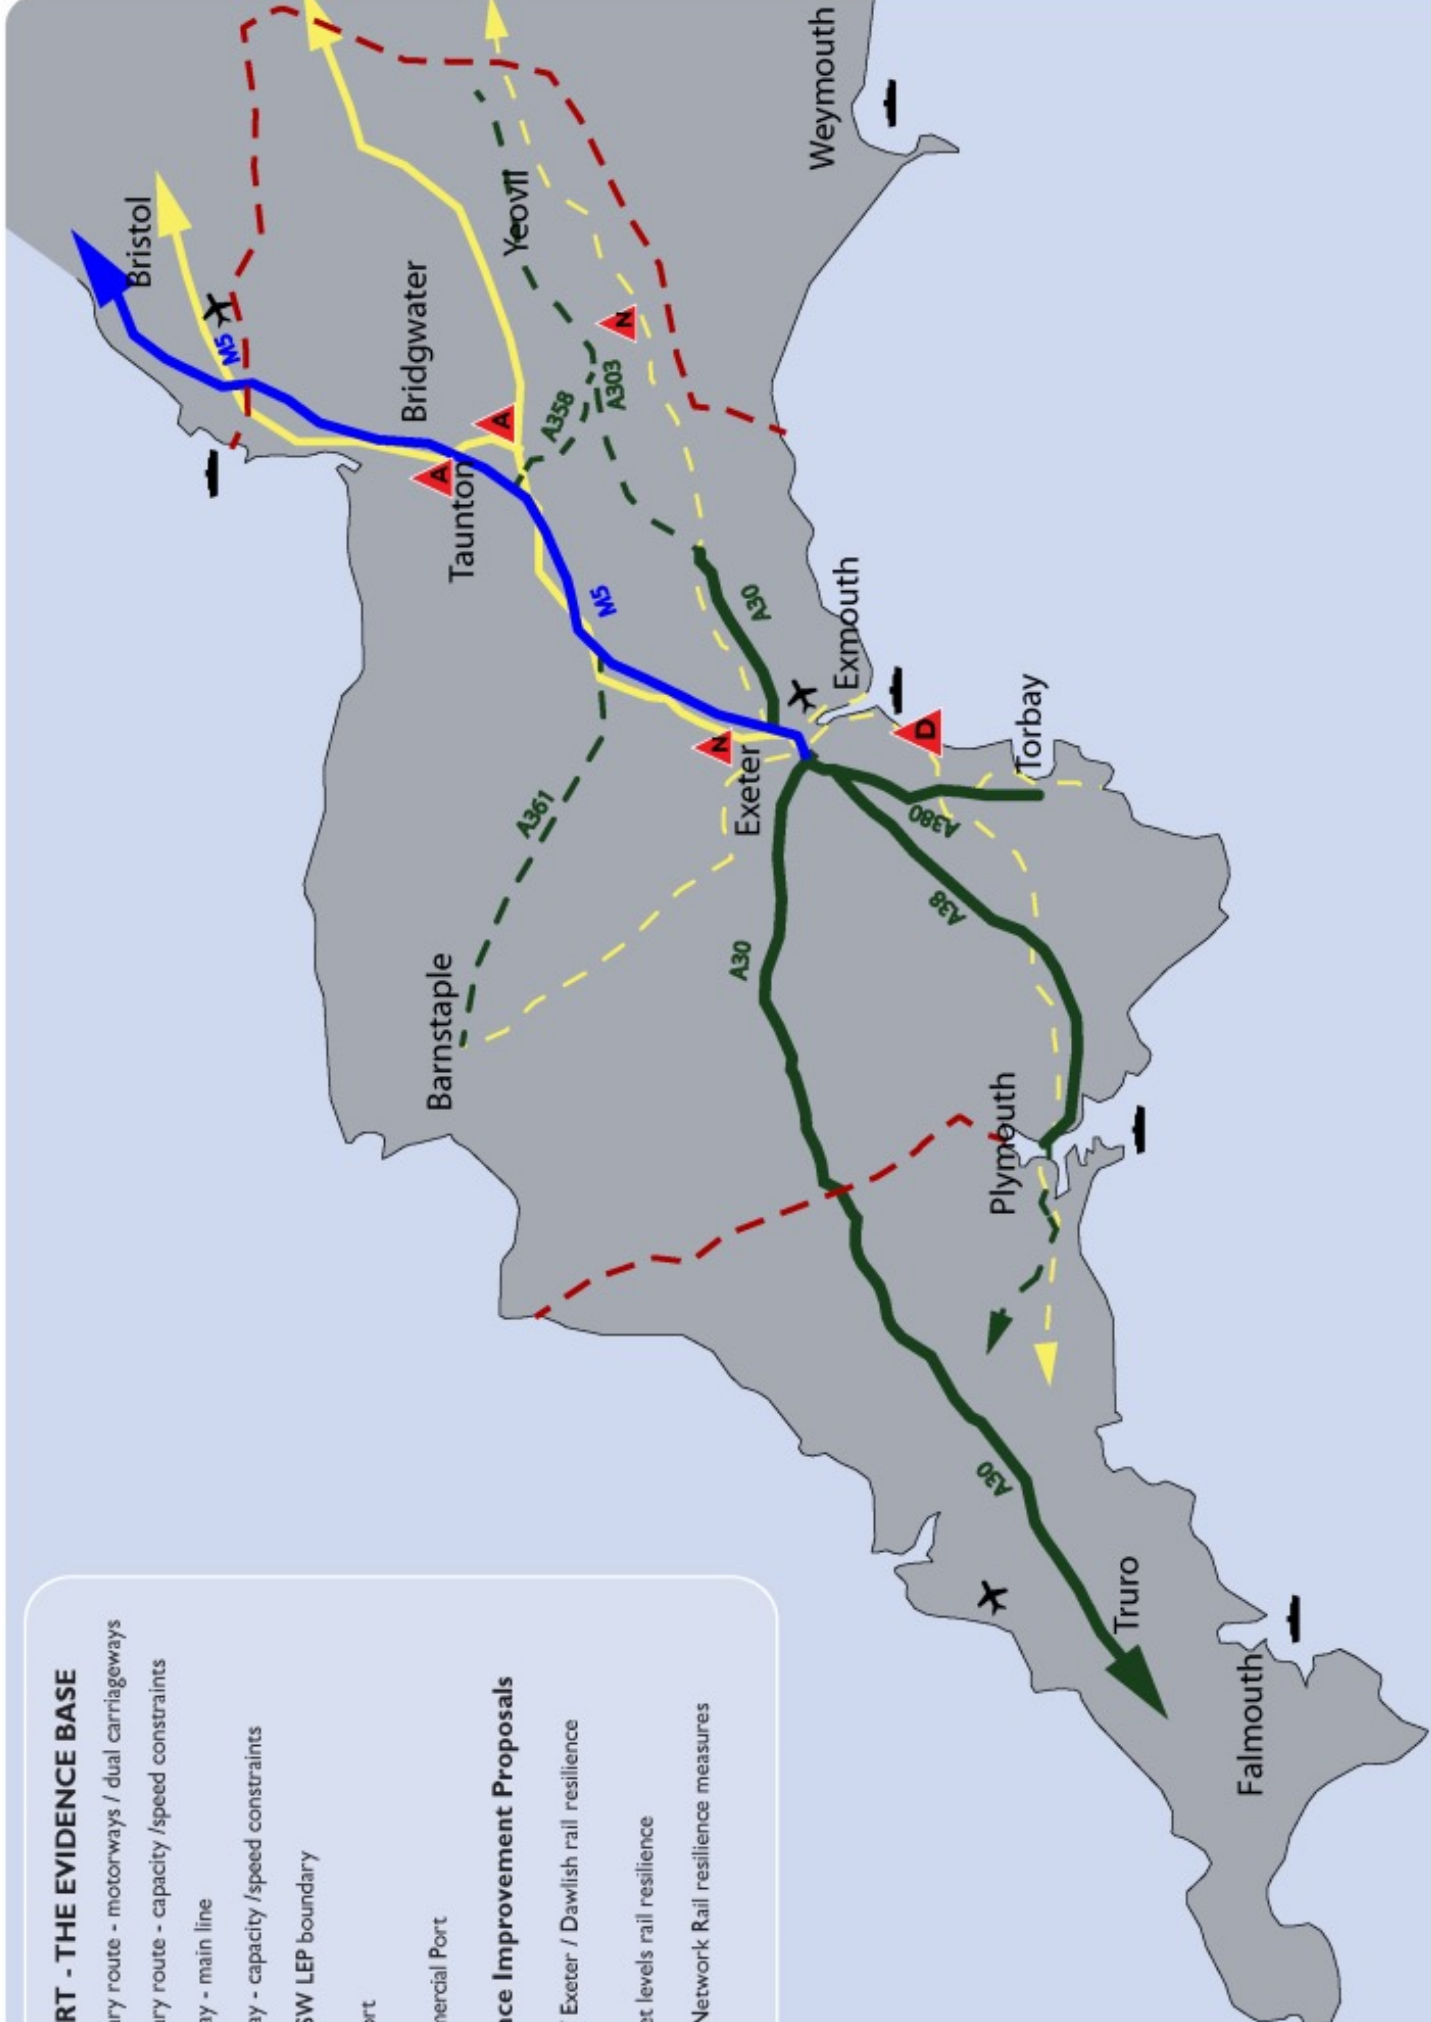 RT - THE EVIDENCE BASE
ry route - motorways / dual carriageways
ry route - capacity /speed constraints
ay - main line
ay - capacity /speed constraints
SW LEP boundary
ort
mercial Port
ce Improvement Proposals
Exeter / Dawlish rail resilience
et levels rail resilience
Network Rail resilience measures
Bristol
M5
Bridgwater
A
A
Taunton
A358
A303
Yeovil
N
Weymouth
M5
A30
Barnstaple
A361
N
Exeter
Exmouth
D
Torbay
A380
A38
A30
Plymouth
A30
Truro
Falmouth